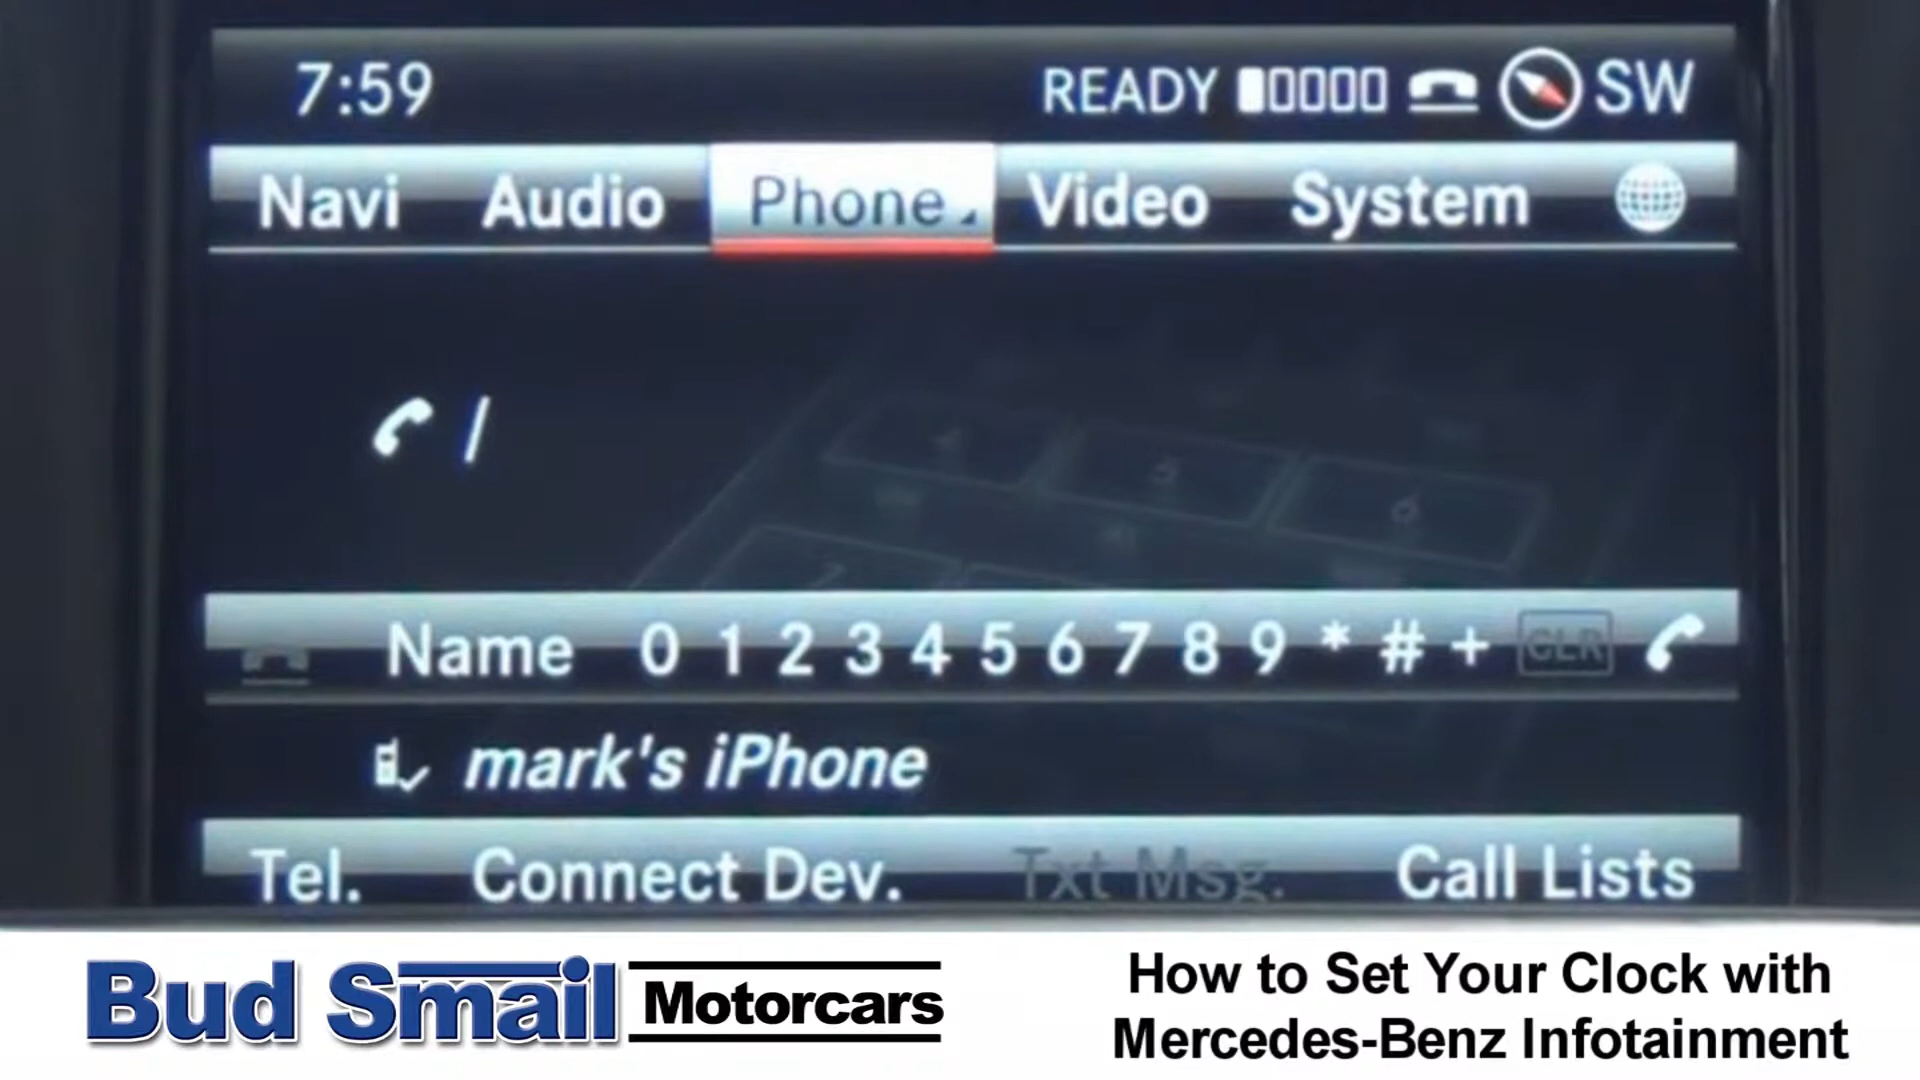 7:59 READY SW
Navi Audio Phone Video System
Name 0 1 2 3 4 5 6 7 8 9 * # + CLR
mark's iPhone
Tel. Connect Dev. Txt Msg. Call Lists
Bud Smail Motorcars
How to Set Your Clock with
Mercedes-Benz Infotainment